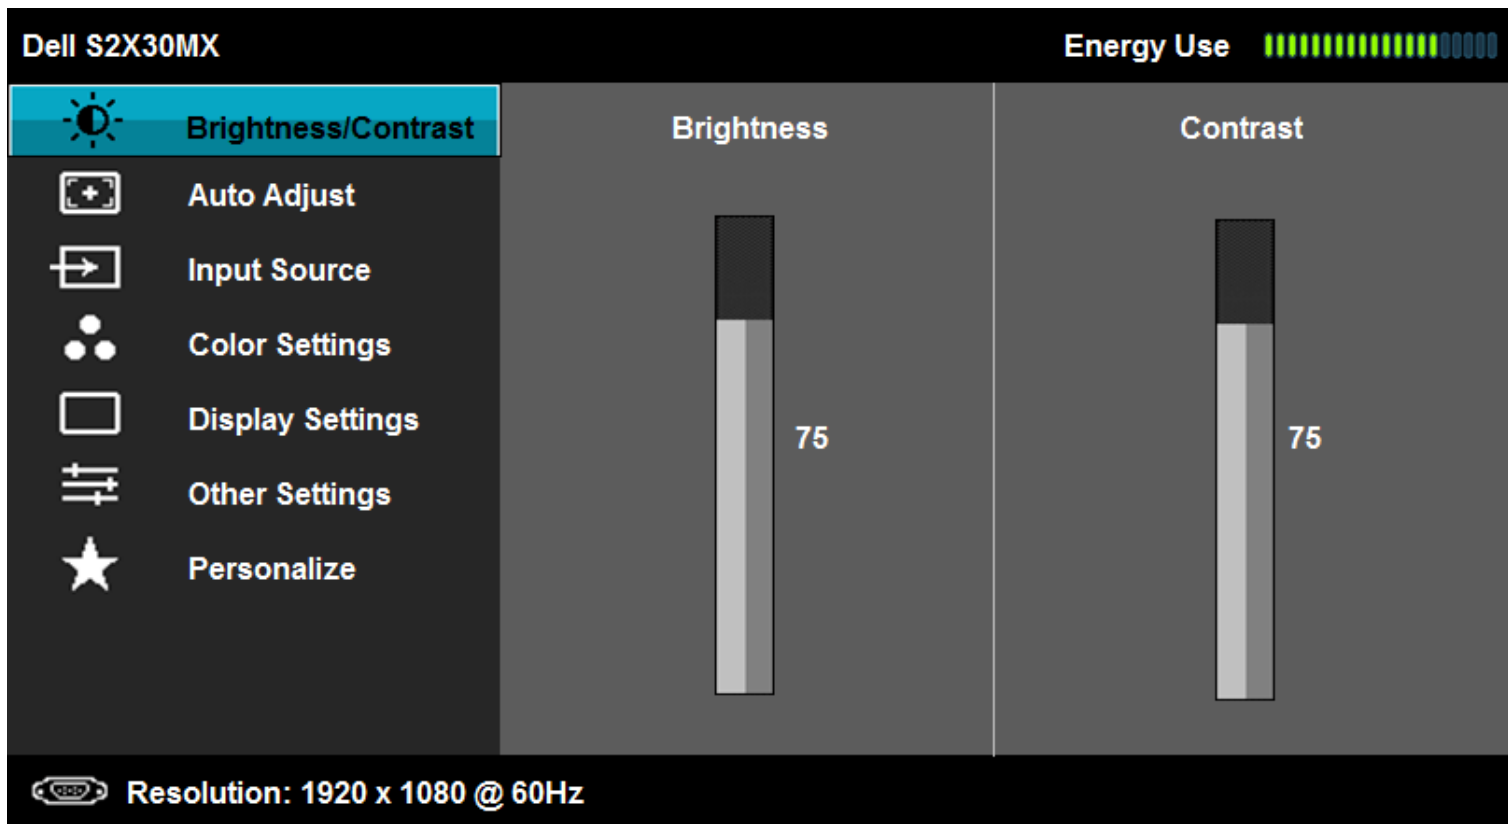 Dell S2X30MX
Energy Use
Brightness/Contrast
Auto Adjust
Input Source
Color Settings
Display Settings
Other Settings
Personalize
Brightness
75
Contrast
75
Resolution: 1920 x 1080 @ 60Hz